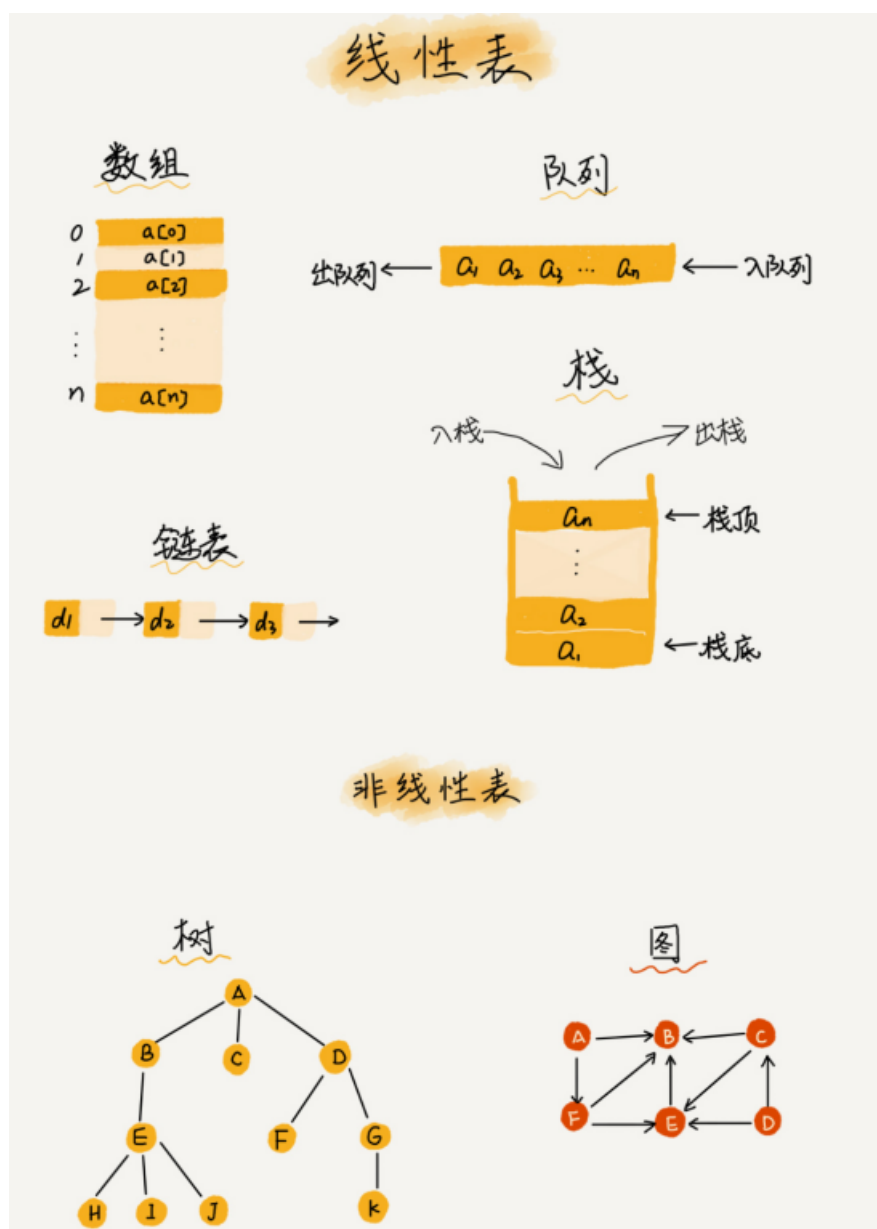 线性表
数组
0 a[0]
1 a[1]
2 a[2]
⋮ ⋮
n a[n]
队列
出队列 a₁ a₂ a₃ … aₙ 入队列
栈
入栈 出栈
aₙ 栈顶
⋮
a₂
a₁ 栈底
链表
d₁ d₂ d₃
非线性表
树
A
B C D
E F G
H I J K
图
A B C
F E D